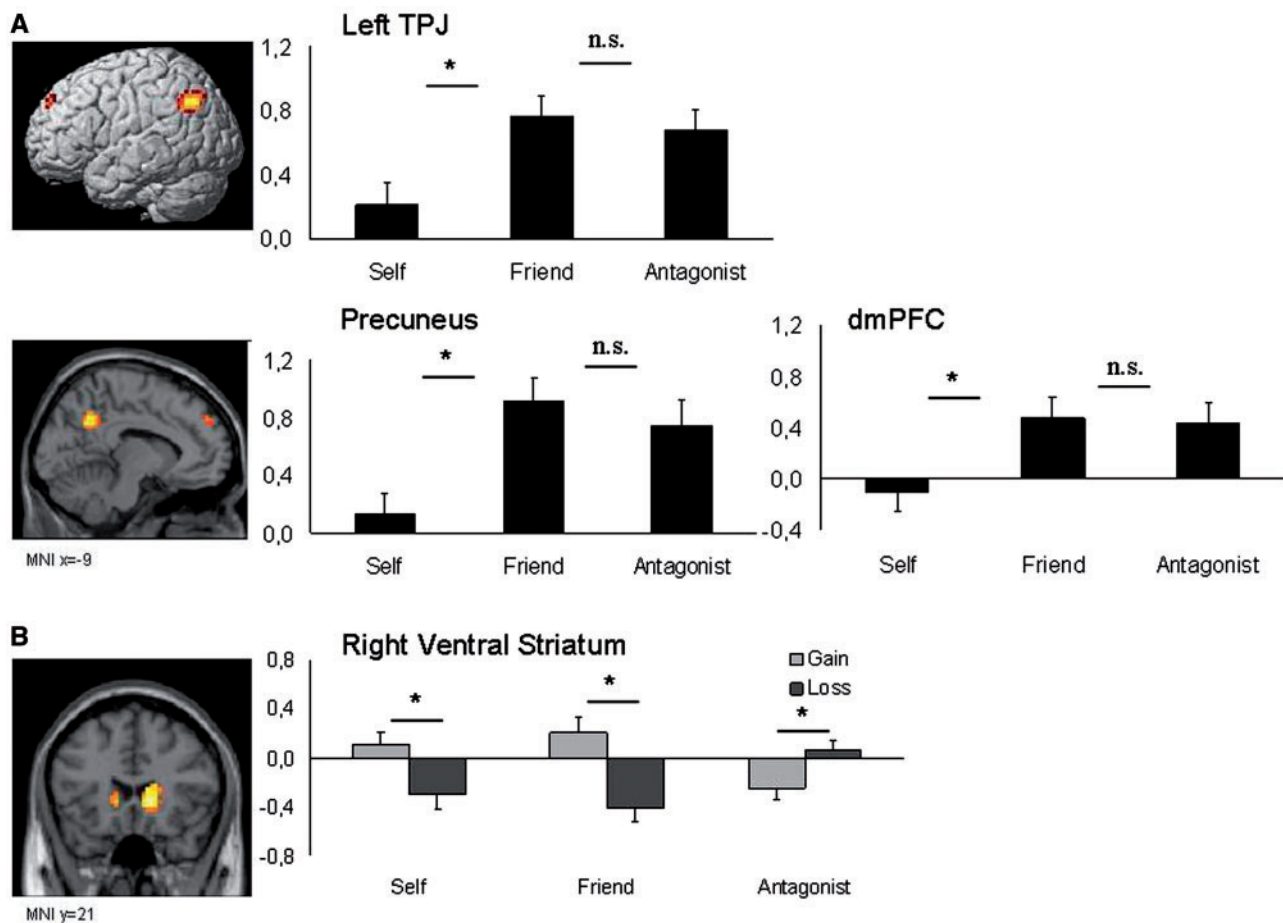 A
Left TPJ
1,2
0,8
0,4
0,0
*
n.s.
Self Friend Antagonist
Precuneus
1,2
0,8
0,4
0,0
*
n.s.
Self Friend Antagonist
MNI x=-9
dmPFC
1,2
0,8
0,4
0,0
-0,4
*
n.s.
Self Friend Antagonist
B
Right Ventral Striatum
0,8
0,4
0,0
-0,4
-0,8
*
*
*
Gain
Loss
Self Friend Antagonist
MNI y=21